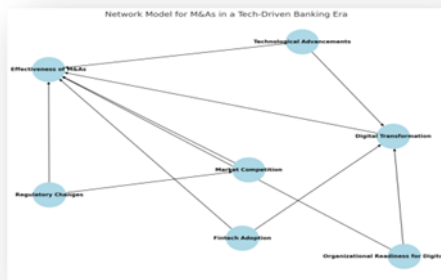 Network Model for M&As in a Tech-Driven Banking Era
Technological Advancements
Effectiveness of M&As
Digital Transformation
Market Competition
Regulatory Changes
Fintech Adoption
Organizational Readiness for Digit